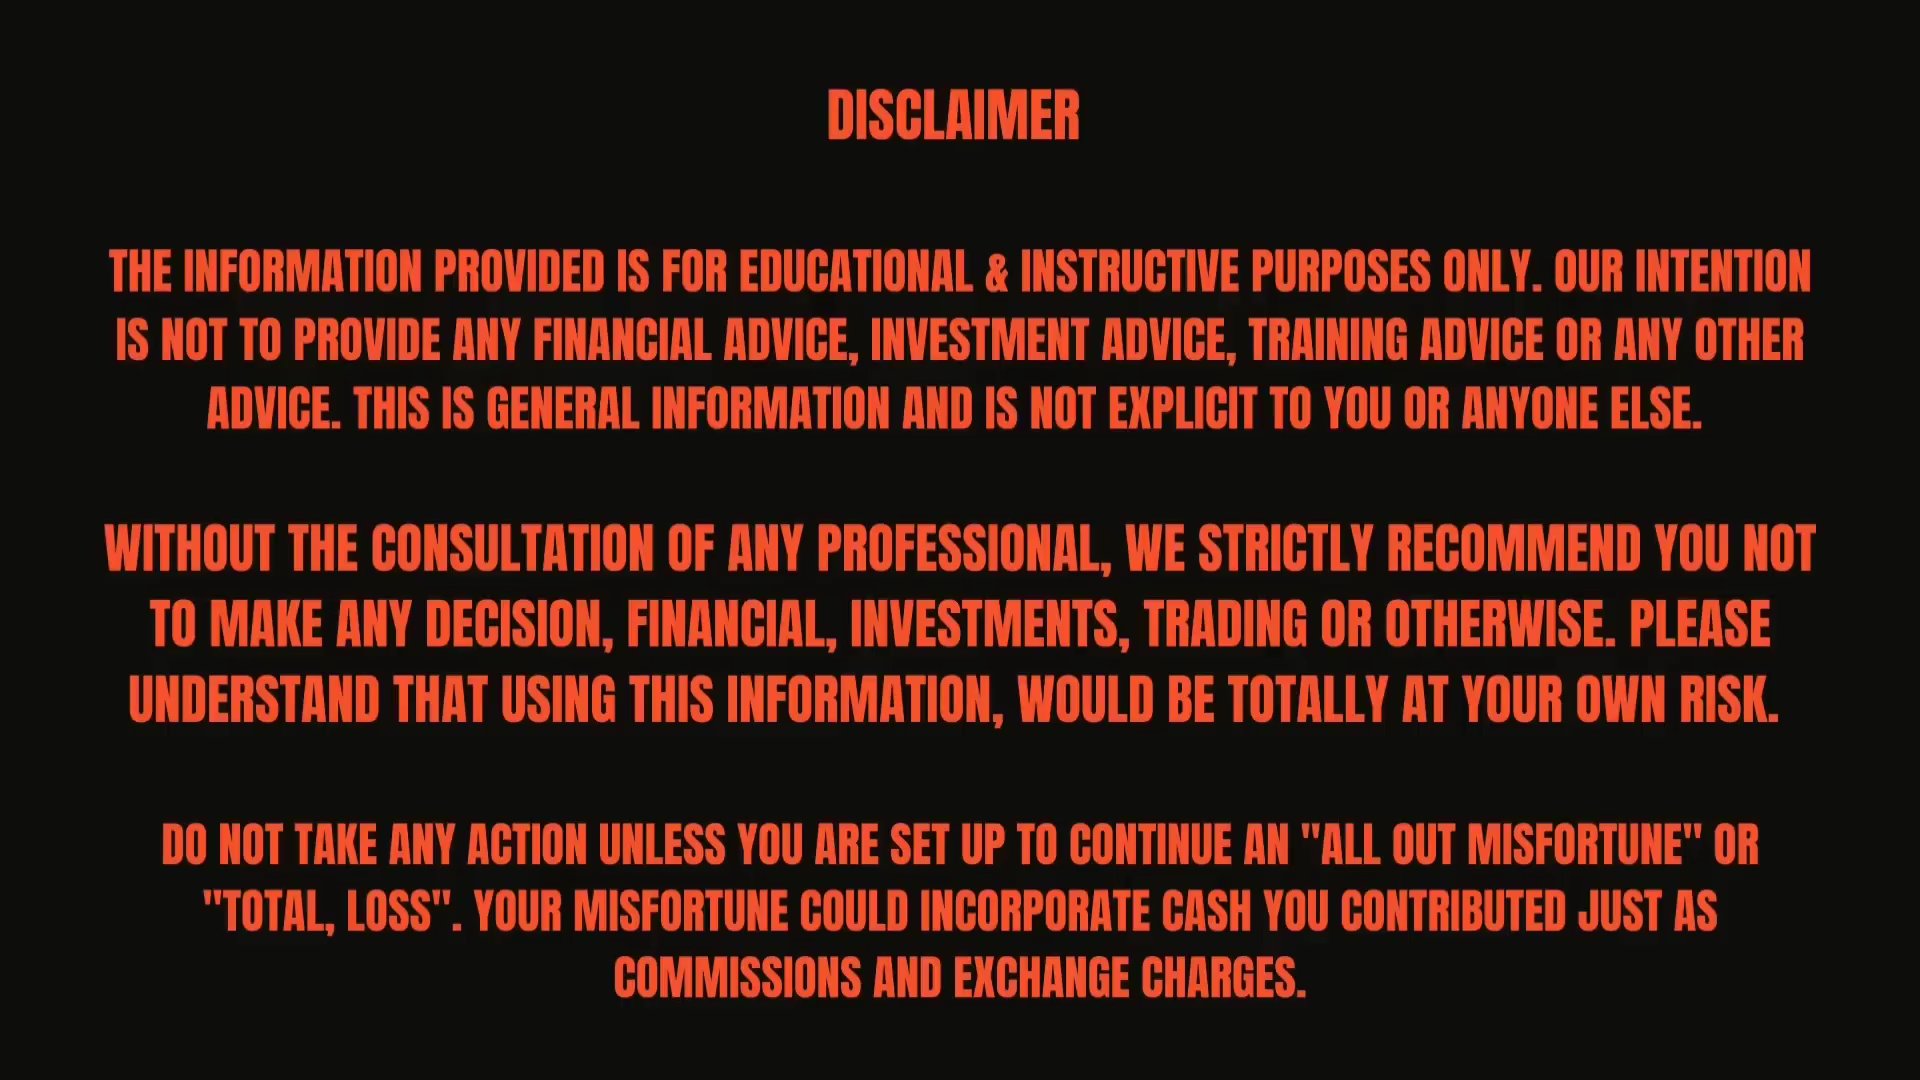 DISCLAIMER
THE INFORMATION PROVIDED IS FOR EDUCATIONAL & INSTRUCTIVE PURPOSES ONLY. OUR INTENTION
IS NOT TO PROVIDE ANY FINANCIAL ADVICE, INVESTMENT ADVICE, TRAINING ADVICE OR ANY OTHER
ADVICE. THIS IS GENERAL INFORMATION AND IS NOT EXPLICIT TO YOU OR ANYONE ELSE.
WITHOUT THE CONSULTATION OF ANY PROFESSIONAL, WE STRICTLY RECOMMEND YOU NOT
TO MAKE ANY DECISION, FINANCIAL, INVESTMENTS, TRADING OR OTHERWISE. PLEASE
UNDERSTAND THAT USING THIS INFORMATION, WOULD BE TOTALLY AT YOUR OWN RISK.
DO NOT TAKE ANY ACTION UNLESS YOU ARE SET UP TO CONTINUE AN "ALL OUT MISFORTUNE" OR
"TOTAL, LOSS". YOUR MISFORTUNE COULD INCORPORATE CASH YOU CONTRIBUTED JUST AS
COMMISSIONS AND EXCHANGE CHARGES.